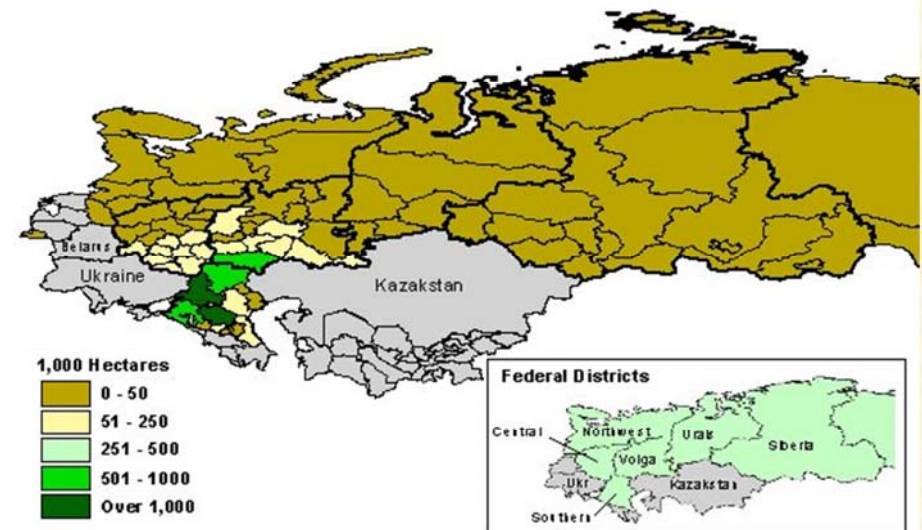 Belarus
Ukraine
Kazakstan
1,000 Hectares
0 - 50
51 - 250
251 - 500
501 - 1000
Over 1,000
Federal Districts
Central
Northwest
Urals
Siberia
Volga
Ukr
Kazakstan
Southern